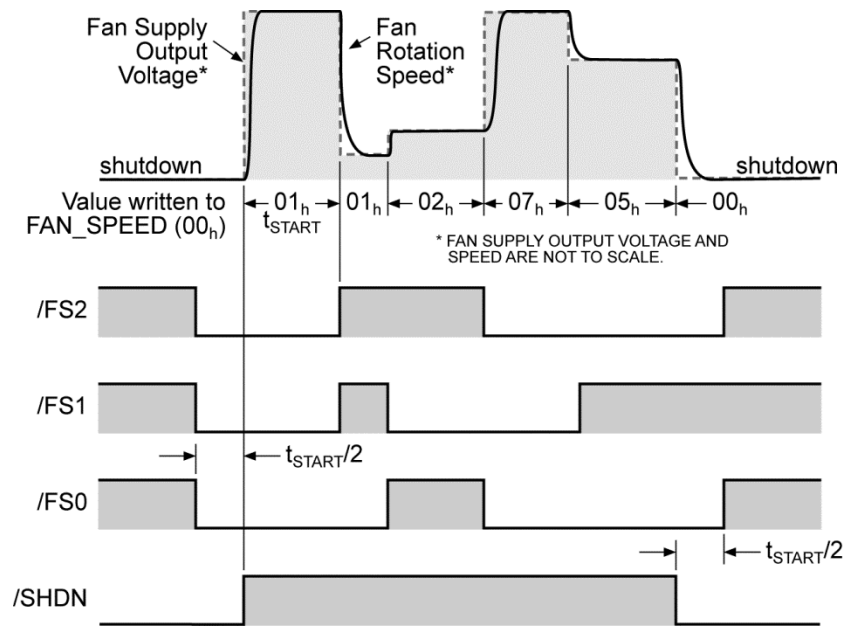 Fan Supply
Output
Voltage*
Fan
Rotation
Speed*
shutdown
shutdown
Value written to
FAN_SPEED (00h)
01h
tSTART
01h
02h
07h
05h
00h
* FAN SUPPLY OUTPUT VOLTAGE AND
SPEED ARE NOT TO SCALE.
/FS2
/FS1
tSTART/2
/FS0
tSTART/2
/SHDN